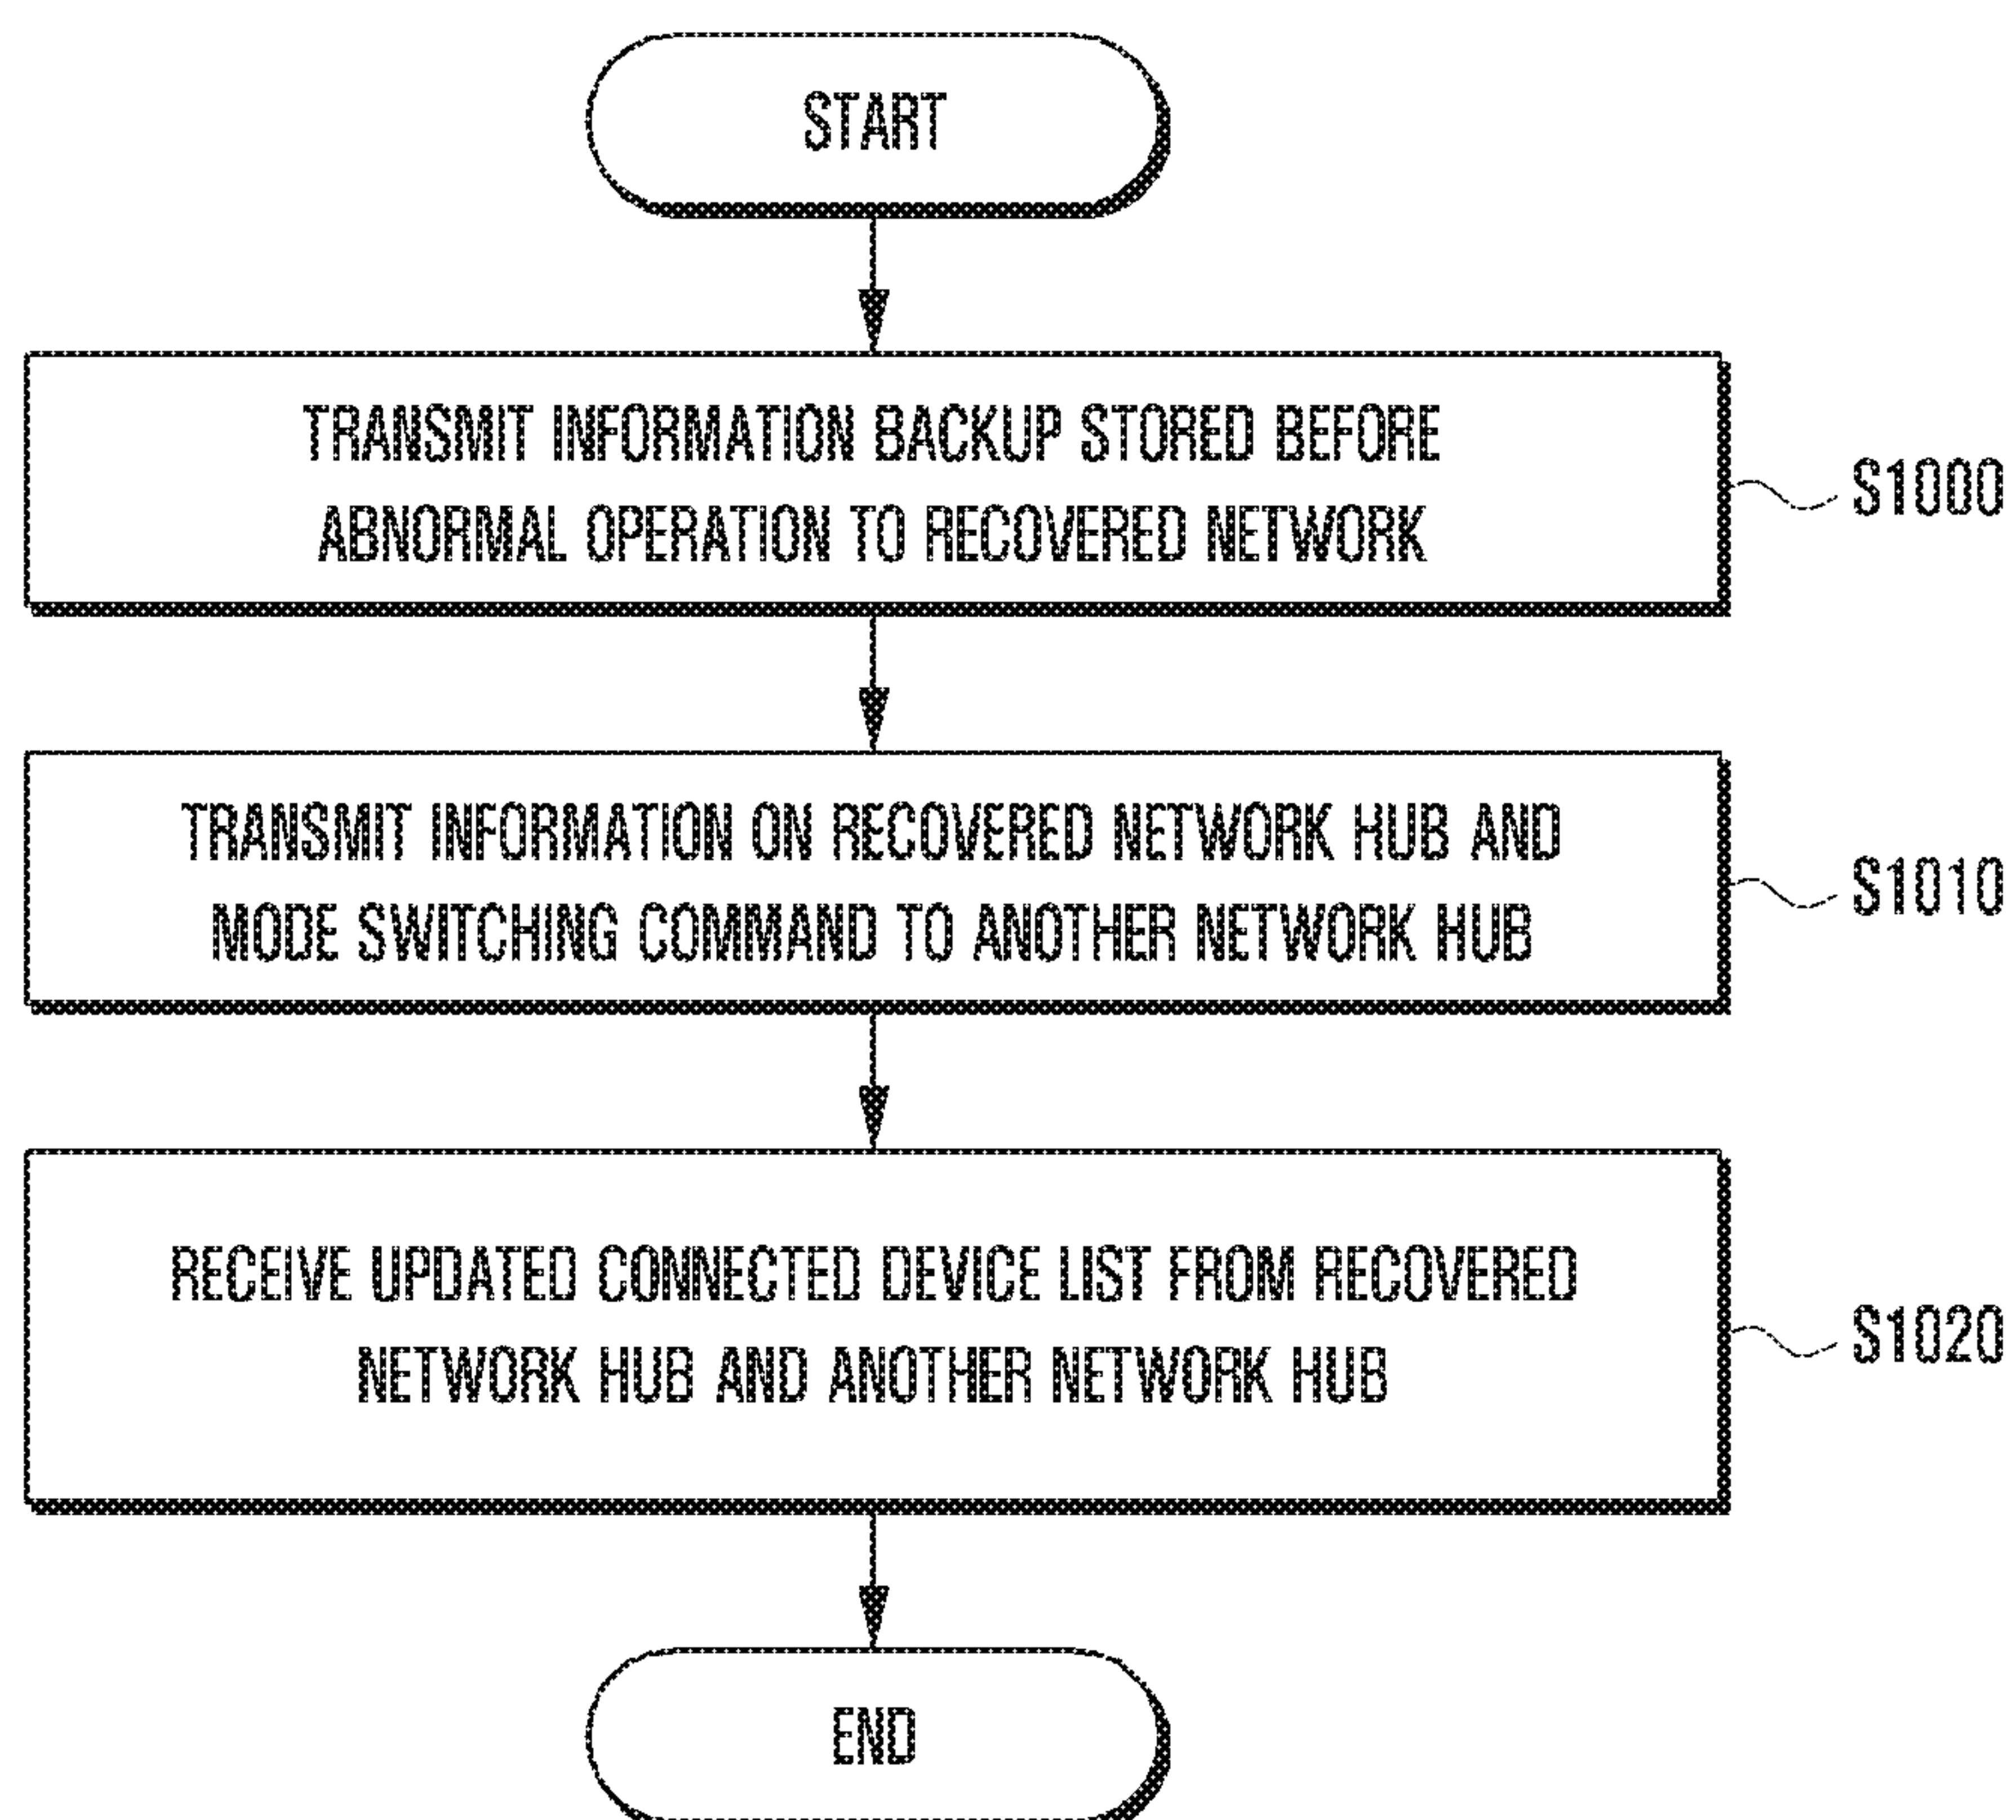 START
TRANSMIT INFORMATION BACKUP STORED BEFORE
ABNORMAL OPERATION TO RECOVERED NETWORK
S1000
TRANSMIT INFORMATION ON RECOVERED NETWORK HUB AND
MODE SWITCHING COMMAND TO ANOTHER NETWORK HUB
S1010
RECEIVE UPDATED CONNECTED DEVICE LIST FROM RECOVERED
NETWORK HUB AND ANOTHER NETWORK HUB
S1020
END